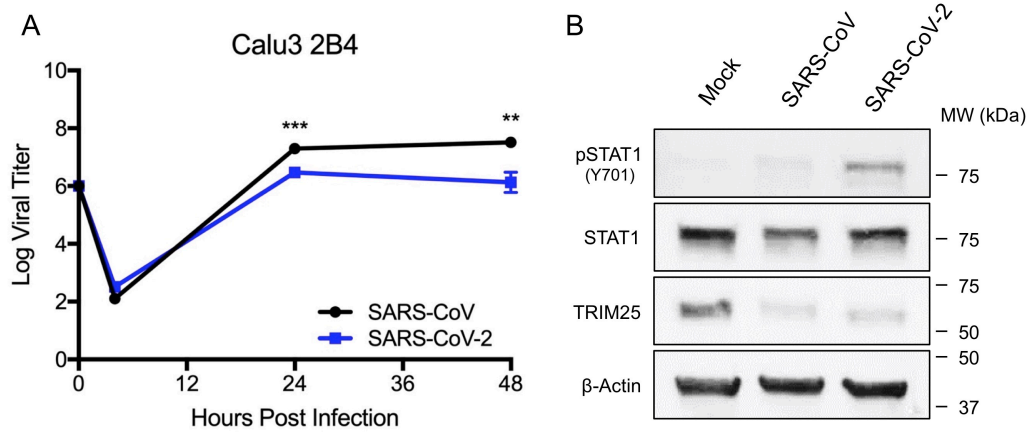 A
Calu3 2B4
10
8
6
4
2
0
Log Viral Titer
***
**
SARS-CoV
SARS-CoV-2
0 12 24 36 48
Hours Post Infection
B
Mock
SARS-CoV
SARS-CoV-2
MW (kDa)
pSTAT1
(Y701)
75
STAT1
75
TRIM25
75
50
β-Actin
50
37